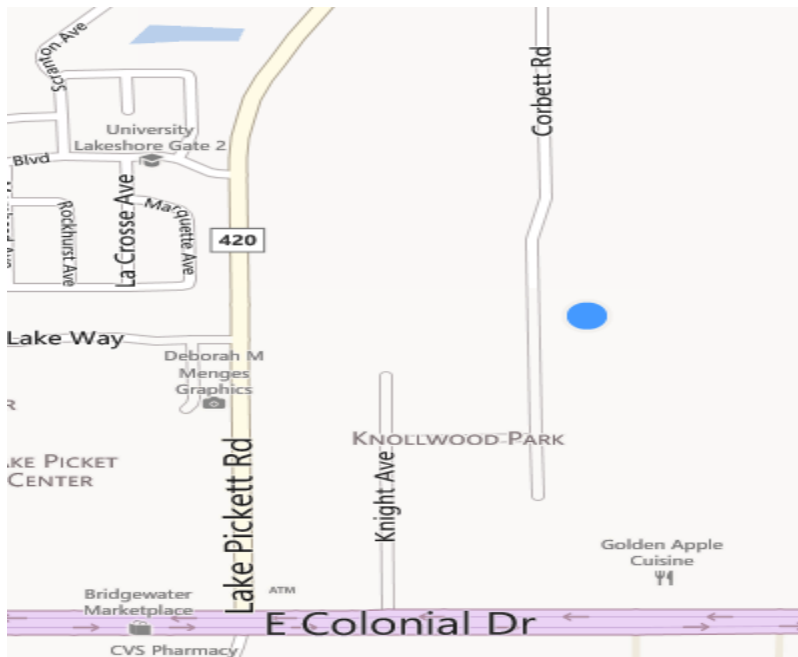 Scranton Ave
Corbett Rd
University
Lakeshore Gate 2
Blvd
La Crosse Ave
Rockhurst Ave
Marquette Ave
420
Lake Way
Deborah M
Menges
Graphics
R
KNOLLWOOD PARK
AKE PICKET
CENTER
Lake Pickett Rd
Knight Ave
Golden Apple
Cuisine
ATM
Bridgewater
Marketplace
E Colonial Dr
CVS Pharmacy